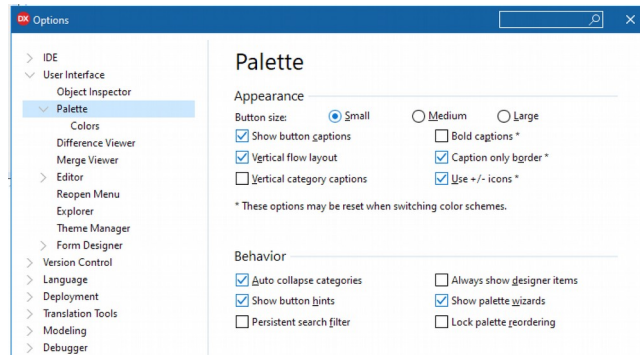 DX Options
IDE
User Interface
Object Inspector
Palette
Colors
Difference Viewer
Merge Viewer
Editor
Reopen Menu
Explorer
Theme Manager
Form Designer
Version Control
Language
Deployment
Translation Tools
Modeling
Debugger
Palette
Appearance
Button size: Small Medium Large
Show button captions Bold captions *
Vertical flow layout Caption only border *
Vertical category captions Use +/- icons *
* These options may be reset when switching color schemes.
Behavior
Auto collapse categories Always show designer items
Show button hints Show palette wizards
Persistent search filter Lock palette reordering